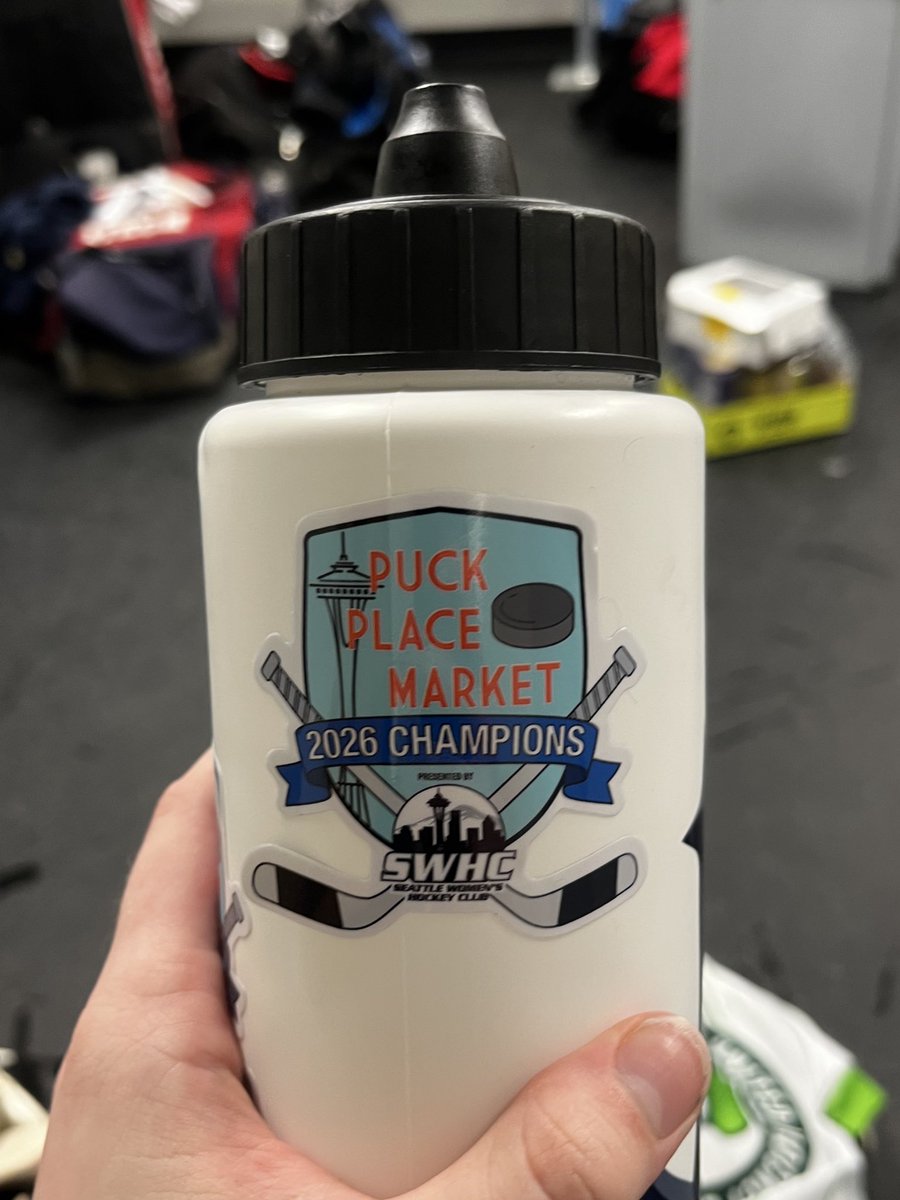 PUCK
PLACE
MARKET
2026 CHAMPIONS
PRESENTED BY
SWHC
SEATTLE WOMEN'S
HOCKEY CLUB